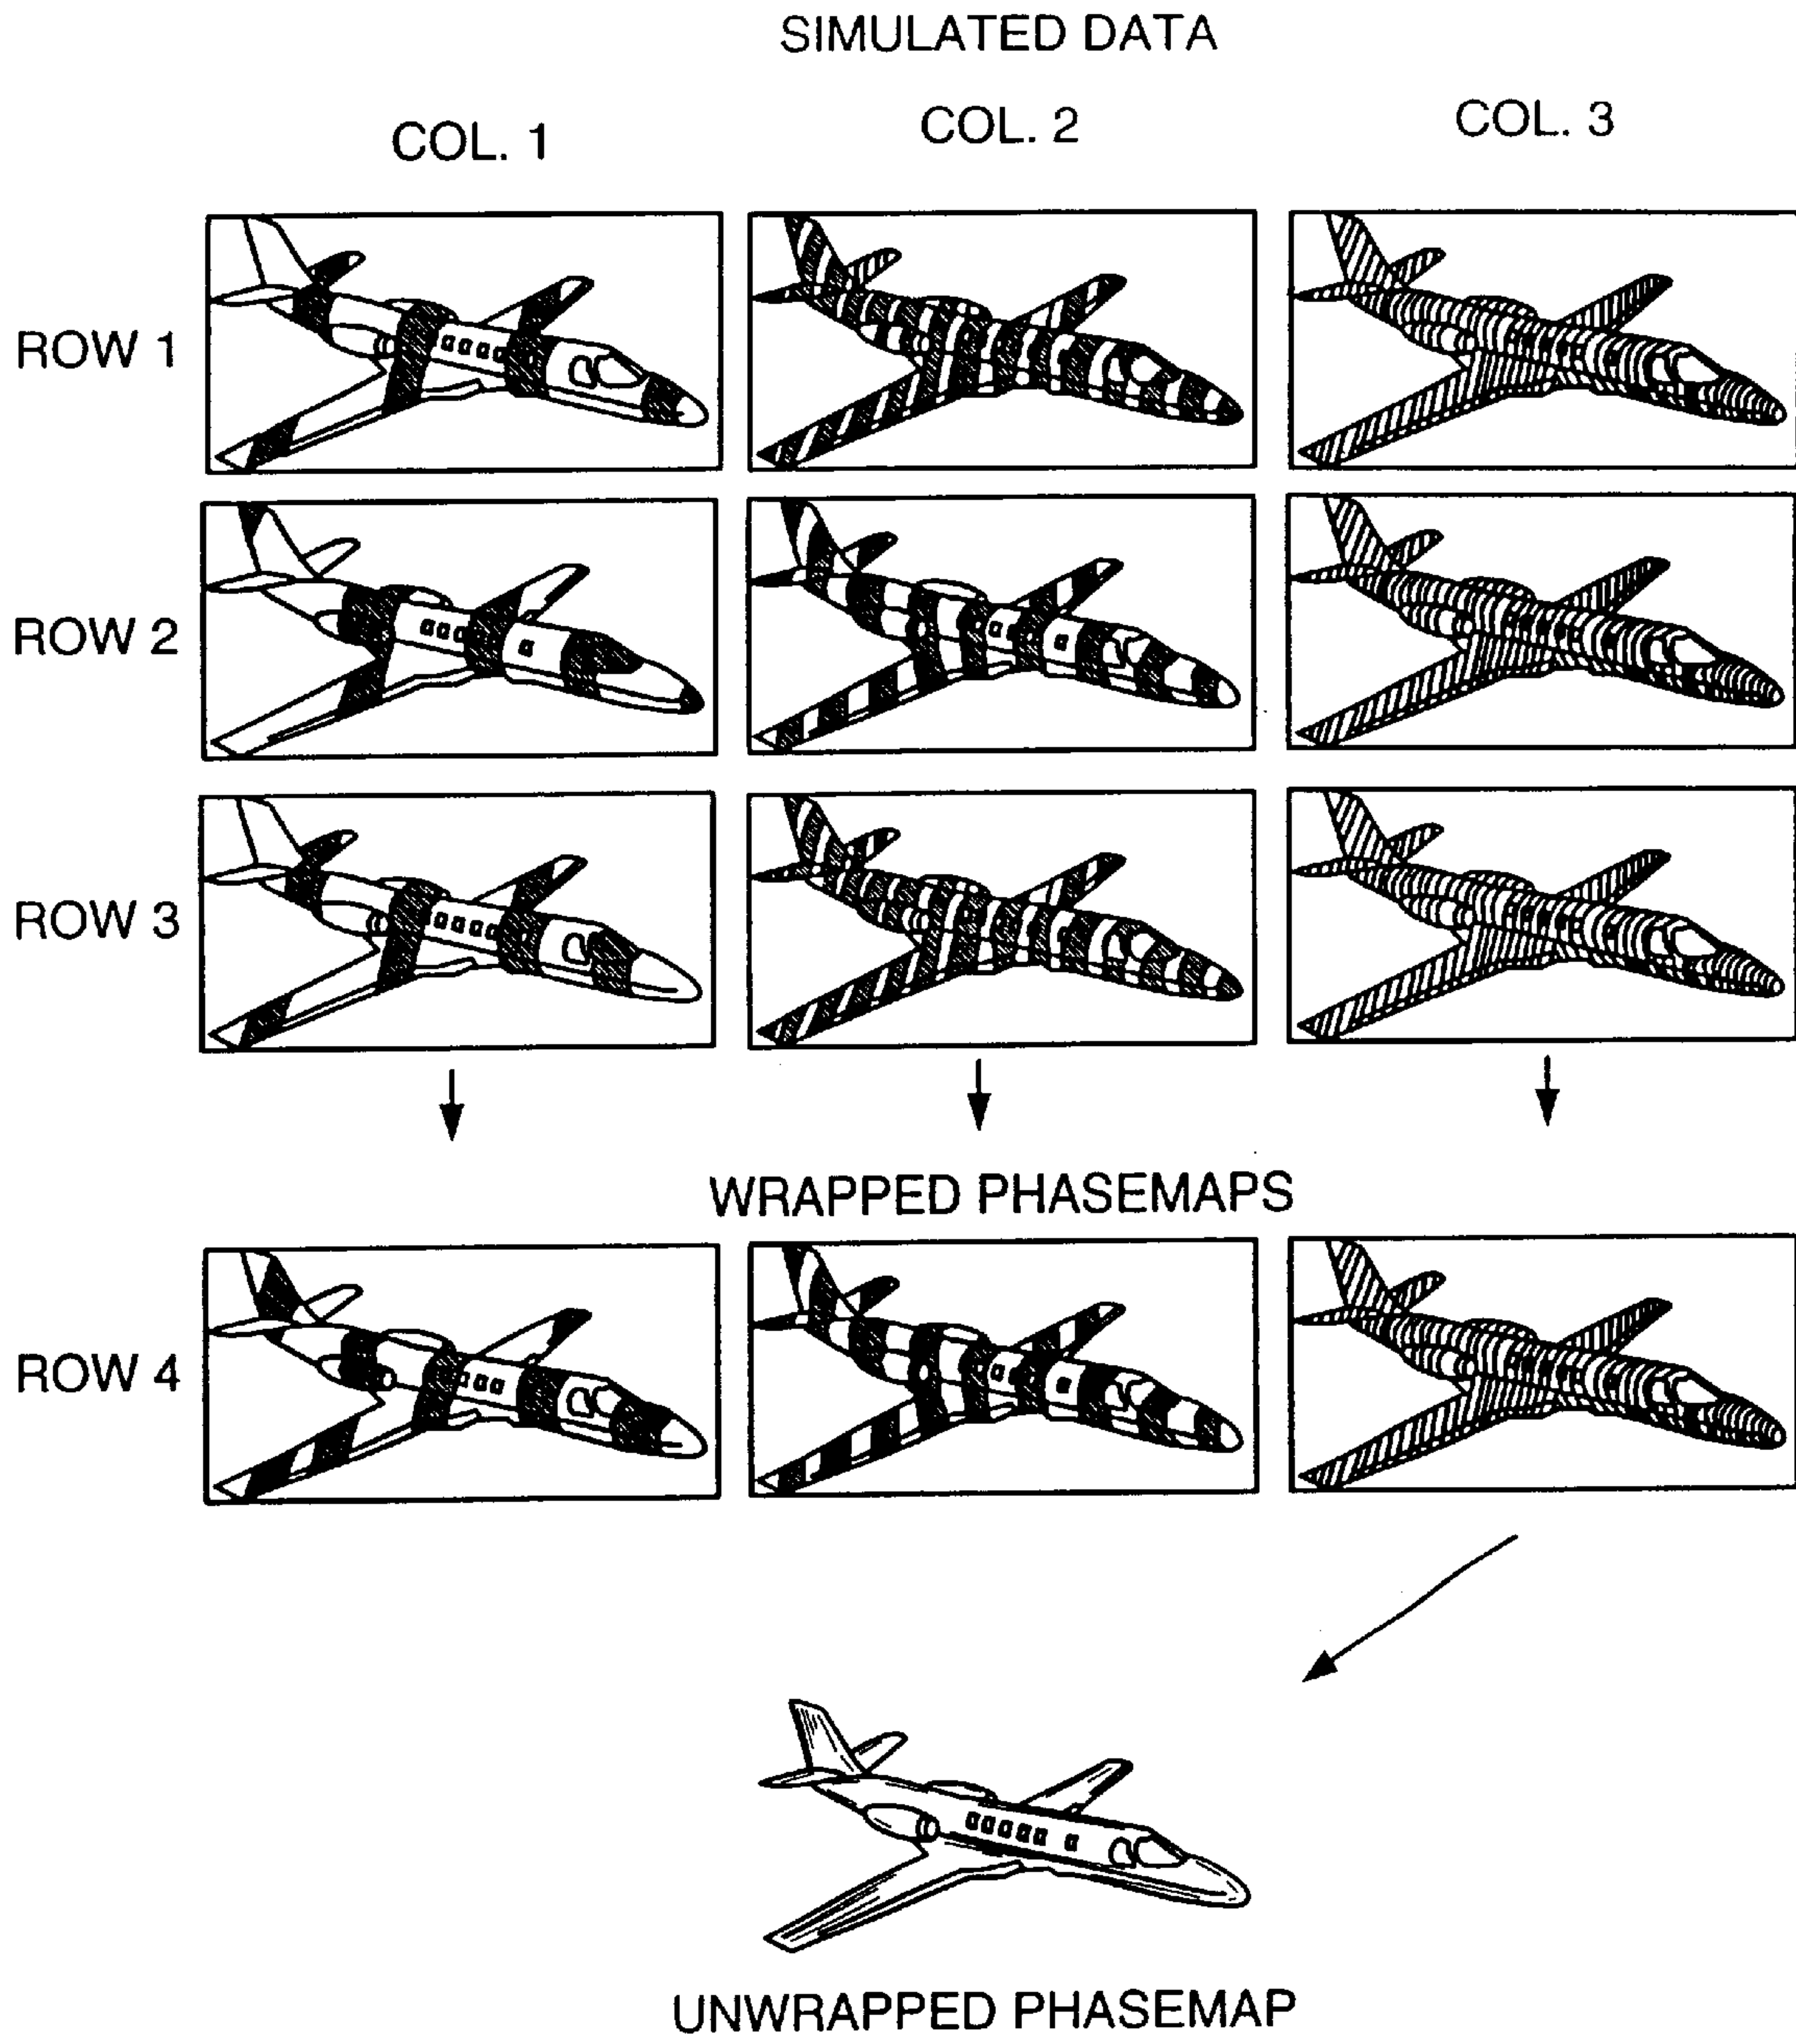 SIMULATED DATA
COL. 1
COL. 2
COL. 3
ROW 1
ROW 2
ROW 3
WRAPPED PHASEMAPS
ROW 4
UNWRAPPED PHASEMAP